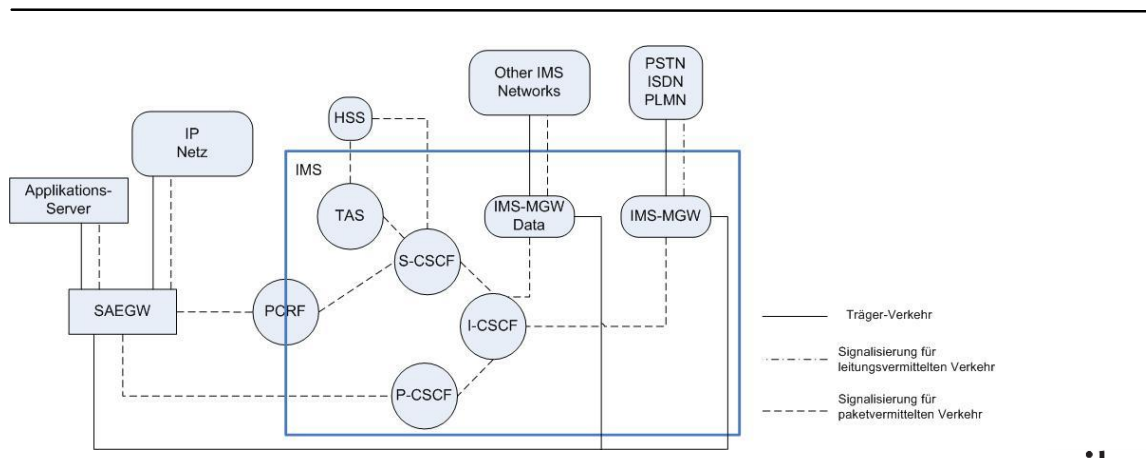 Other IMS
Networks
PSTN
ISDN
PLMN
HSS
IP
Netz
IMS
Applikations-
Server
TAS
IMS-MGW
Data
IMS-MGW
S-CSCF
SAEGW
PCRF
I-CSCF
P-CSCF
Träger-Verkehr
Signalisierung für
leitungsvermittelten Verkehr
Signalisierung für
paketvermittelten Verkehr